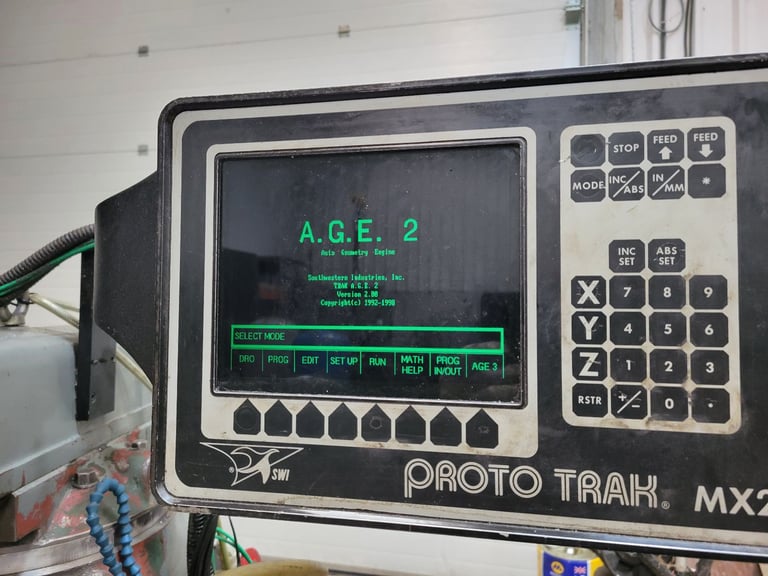 A.G.E. 2
Axis Geometry Engine
Southwestern Industries, Inc.
TRAK A.G.E. 2
Version 2.00
Copyright(c) 1992-1998
SELECT MODE
DRO PROG EDIT SET UP RUN MATH HELP PROG IN/OUT AGE 3
STOP FEED FEED
MODE INC/ABS IN/MM *
INC SET ABS SET
X 7 8 9
Y 4 5 6
Z 1 2 3
RSTR +/− 0 .
® SWI
PROTO TRAK® MX2